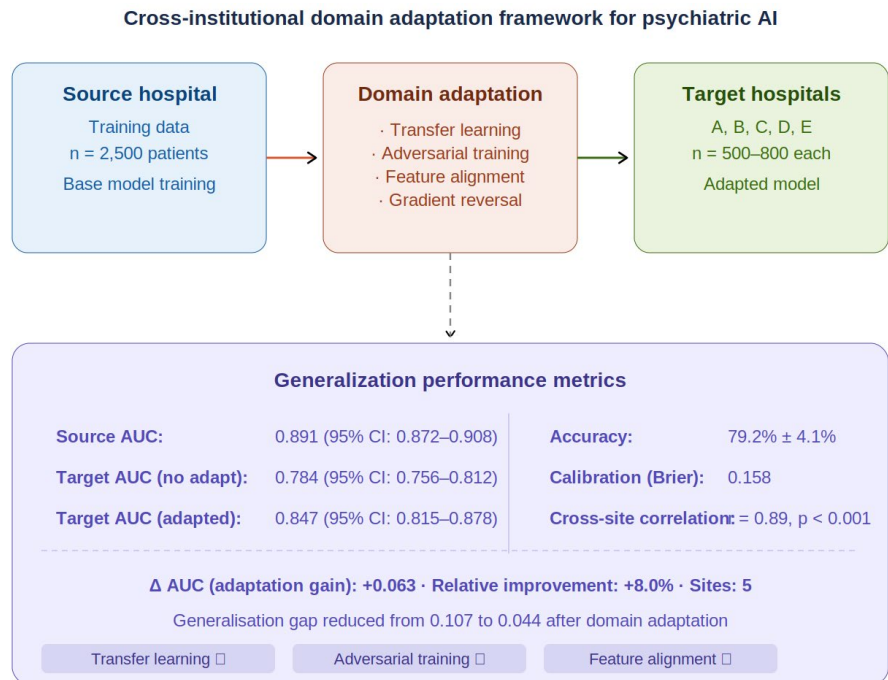 Cross-institutional domain adaptation framework for psychiatric AI
Source hospital
Training data
n = 2,500 patients
Base model training
Domain adaptation
· Transfer learning
· Adversarial training
· Feature alignment
· Gradient reversal
Target hospitals
A, B, C, D, E
n = 500–800 each
Adapted model
Generalization performance metrics
Source AUC: 0.891 (95% CI: 0.872–0.908)
Target AUC (no adapt): 0.784 (95% CI: 0.756–0.812)
Target AUC (adapted): 0.847 (95% CI: 0.815–0.878)
Accuracy: 79.2% ± 4.1%
Calibration (Brier): 0.158
Cross-site correlation: r = 0.89, p < 0.001
Δ AUC (adaptation gain): +0.063 · Relative improvement: +8.0% · Sites: 5
Generalisation gap reduced from 0.107 to 0.044 after domain adaptation
Transfer learning
Adversarial training
Feature alignment